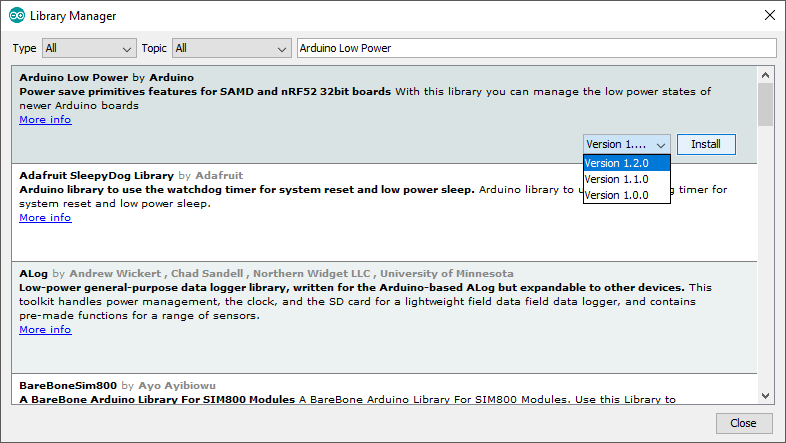 Library Manager
Type All Topic All Arduino Low Power
Arduino Low Power by Arduino
Power save primitives features for SAMD and nRF52 32bit boards With this library you can manage the low power states of
newer Arduino boards
More info
Version 1.... Install
Version 1.2.0
Version 1.1.0
Version 1.0.0
Adafruit SleepyDog Library by Adafruit
Arduino library to use the watchdog timer for system reset and low power sleep. Arduino library to timer for
system reset and low power sleep.
More info
ALog by Andrew Wickert , Chad Sandell , Northern Widget LLC , University of Minnesota
Low-power general-purpose data logger library, written for the Arduino-based ALog but expandable to other devices. This
toolkit handles power management, the clock, and the SD card for a lightweight field data field data logger, and contains
pre-made functions for a range of sensors.
More info
BareBoneSim800 by Ayo Ayibiowu
A BareBone Arduino Library For SIM800 Modules A BareBone Arduino Library For SIM800 Modules. Use this Library to
Close